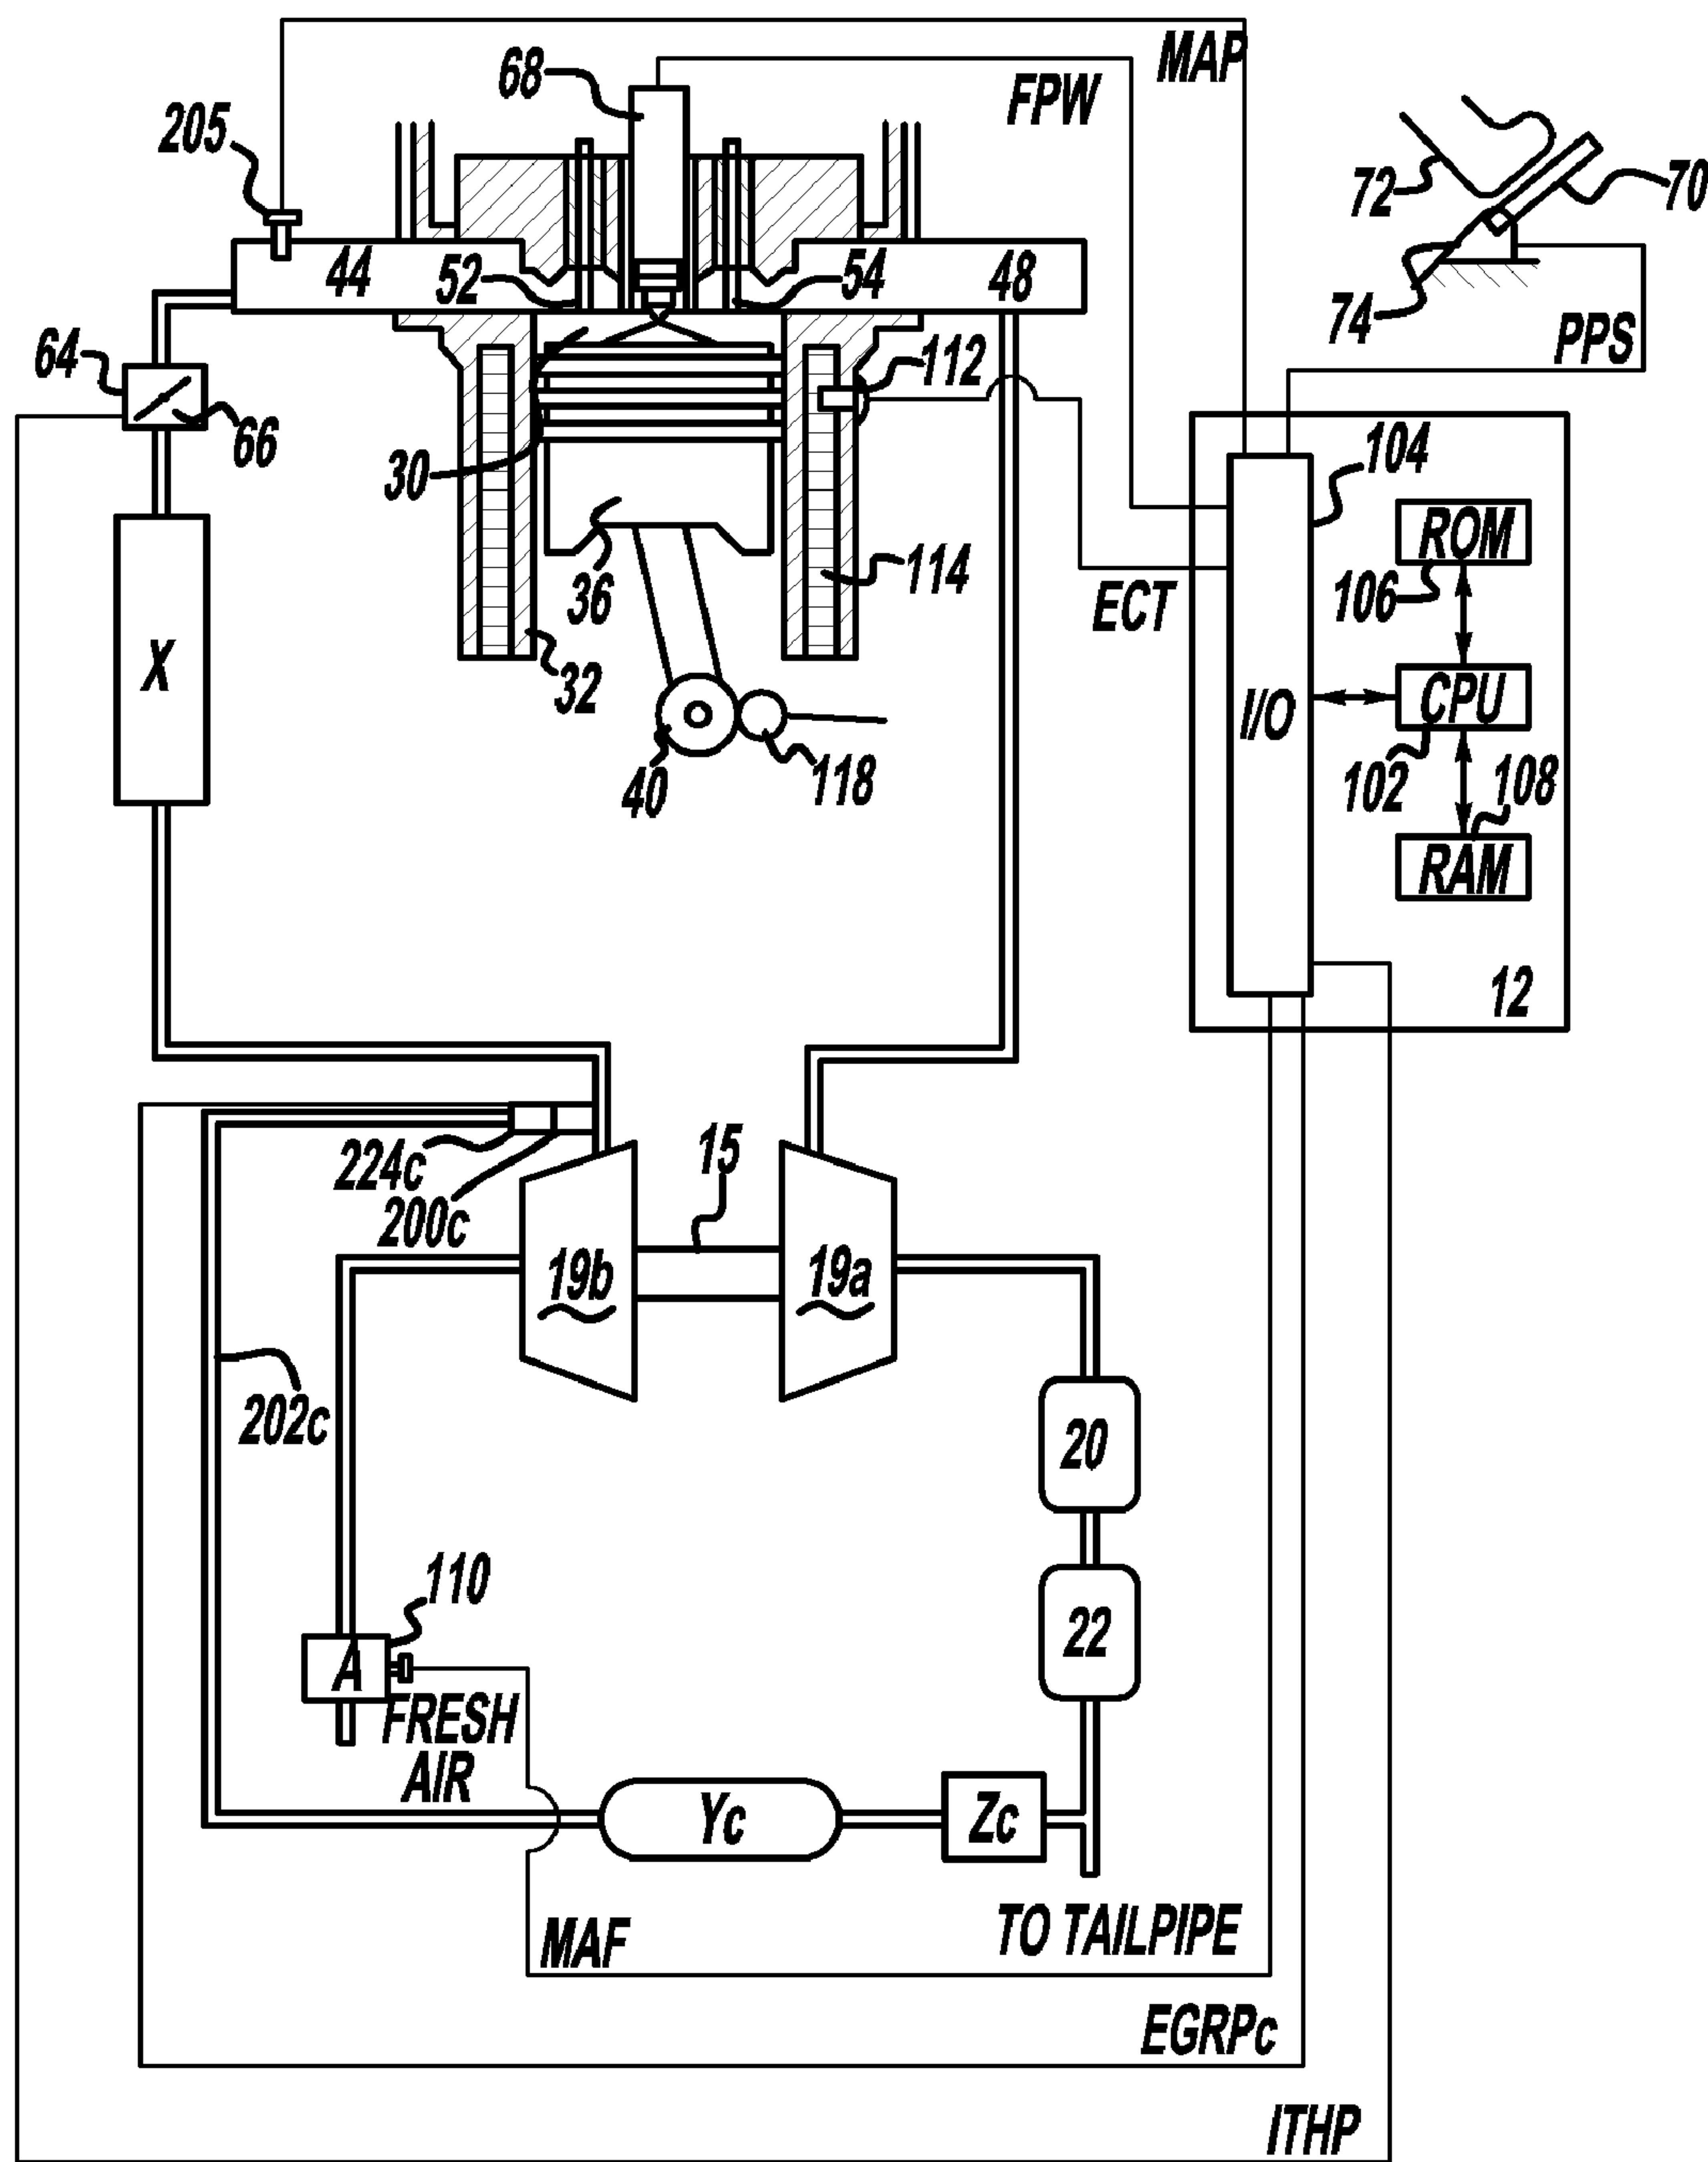 MAP
68
FPW
205
72
70
44
52
54
48
74
PPS
64
112
66
30
104
ROM
36
114
106
ECT
X
32
CPU
I/O
40
118
102
108
RAM
12
224c
15
200c
19b
19a
202c
20
110
22
A
FRESH
AIR
Yc
Zc
MAF
TO TAILPIPE
EGRPc
ITHP